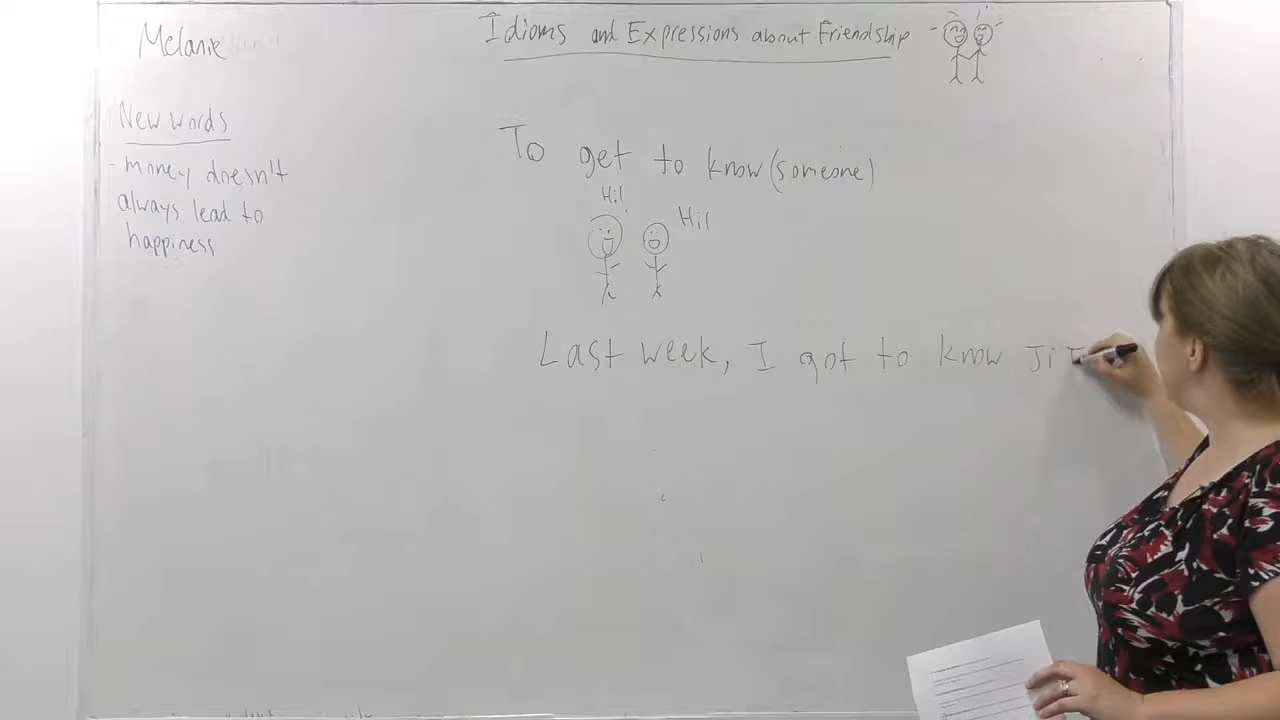 Melanie
Idioms and Expressions about friendship
New words
- money doesn't
always lead to
happiness
To get to know (someone)
Hi!
Hi!
Last week, I got to know